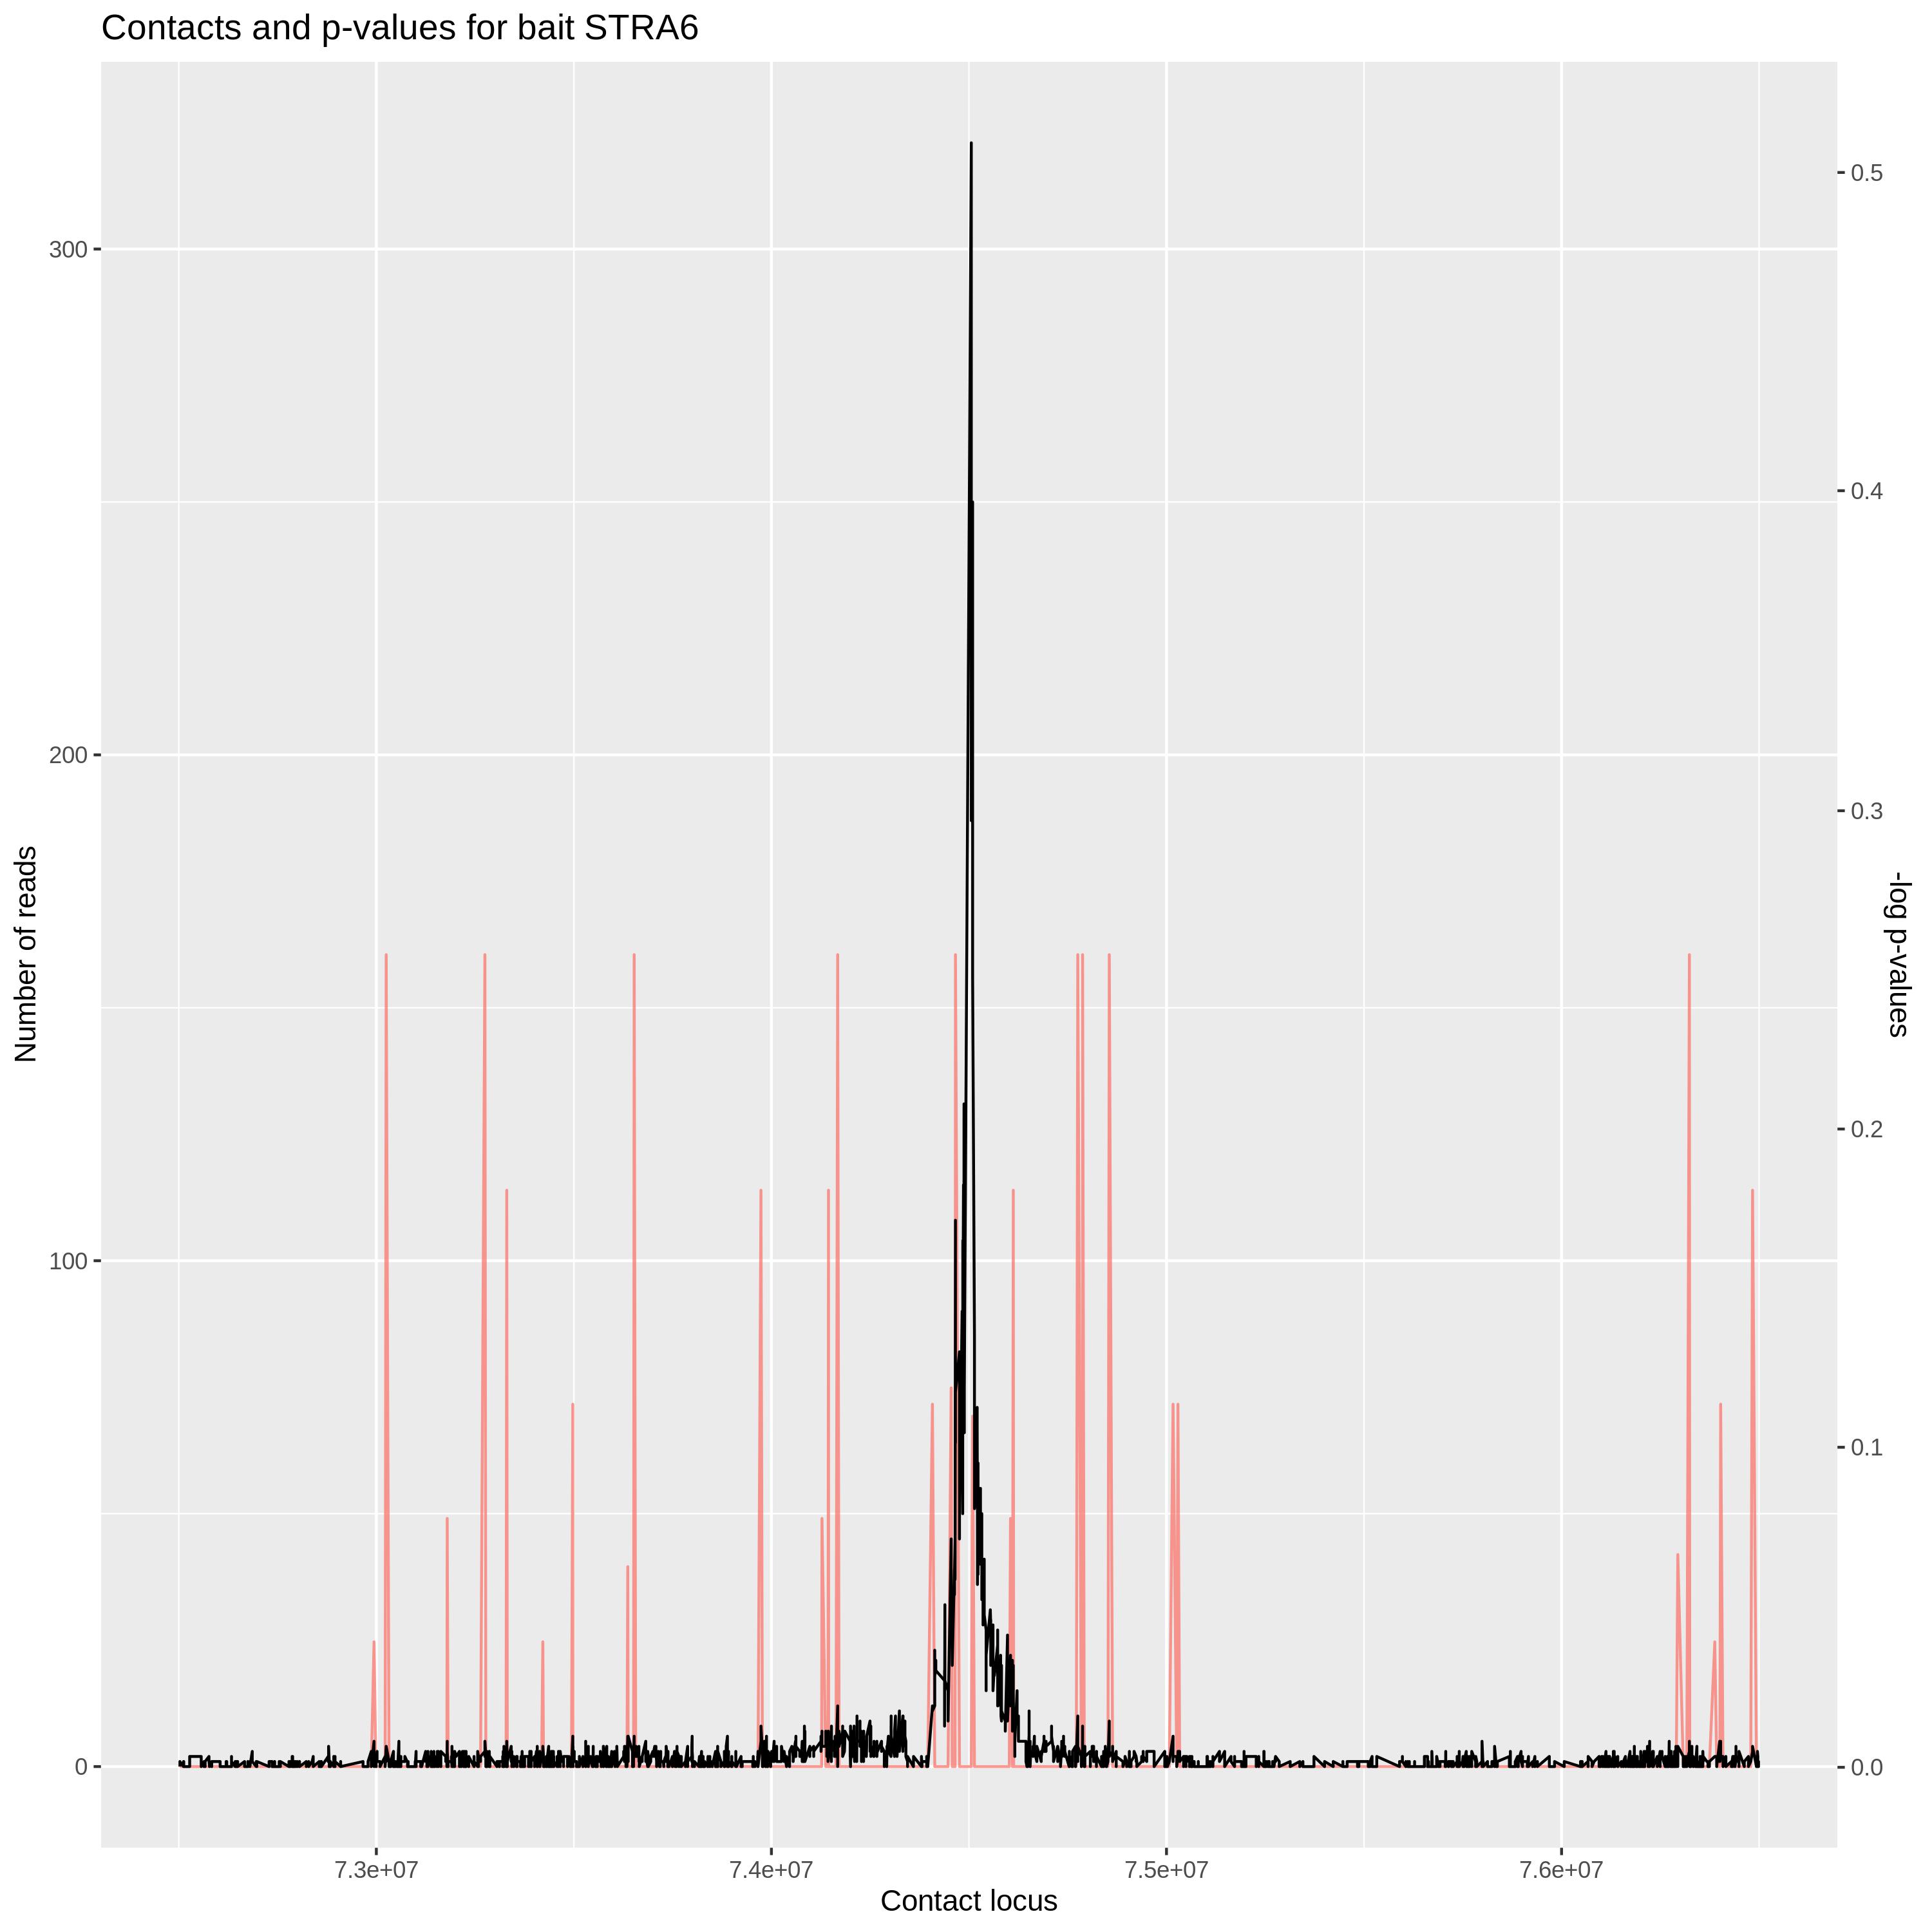 Contacts and p-values for bait STRA6
Number of reads
300
200
100
0
0.5
0.4
0.3
0.2
0.1
0.0
-log p-values
7.3e+07
7.4e+07
7.5e+07
7.6e+07
Contact locus